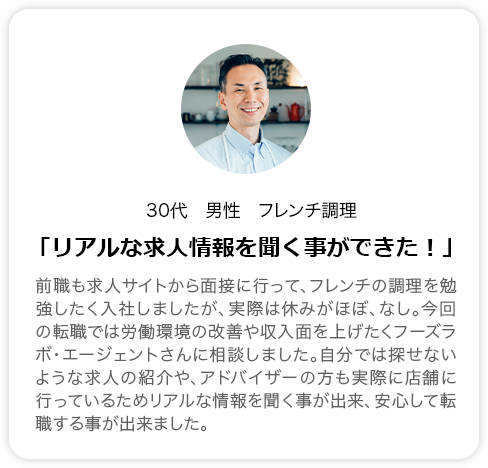 30代　男性　フレンチ調理
「リアルな求人情報を聞く事ができた！」
前職も求人サイトから面接に行って、フレンチの調理を勉
強したく入社しましたが、実際は休みがほぼ、なし。今回
の転職では労働環境の改善や収入面を上げたくフーズラ
ボ・エージェントさんに相談しました。自分では探せない
ような求人の紹介や、アドバイザーの方も実際に店舗に
行っているためリアルな情報を聞く事が出来、安心して転
職する事が出来ました。